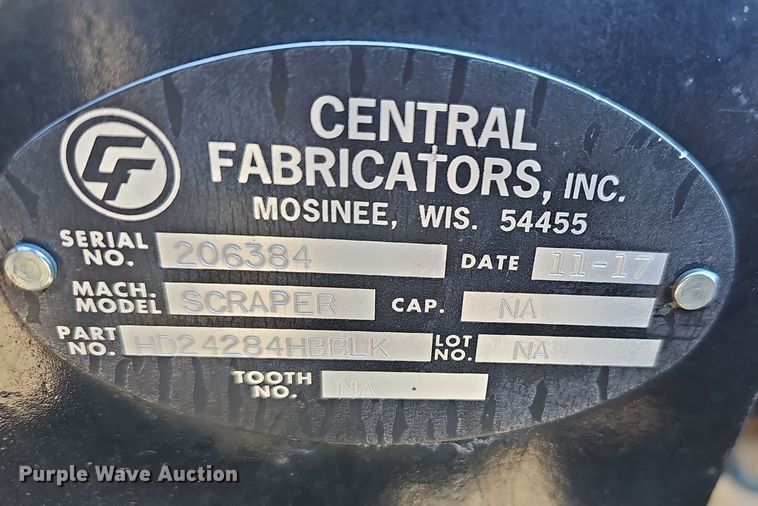 CF
CENTRAL
FABRICATORS, INC.
MOSINEE, WIS. 54455
SERIAL NO. 206384 DATE 11-17
MACH. MODEL SCRAPER CAP. NA
PART NO. HD24284HBBLK LOT NO. NA
TOOTH NO. NA
Purple Wave Auction